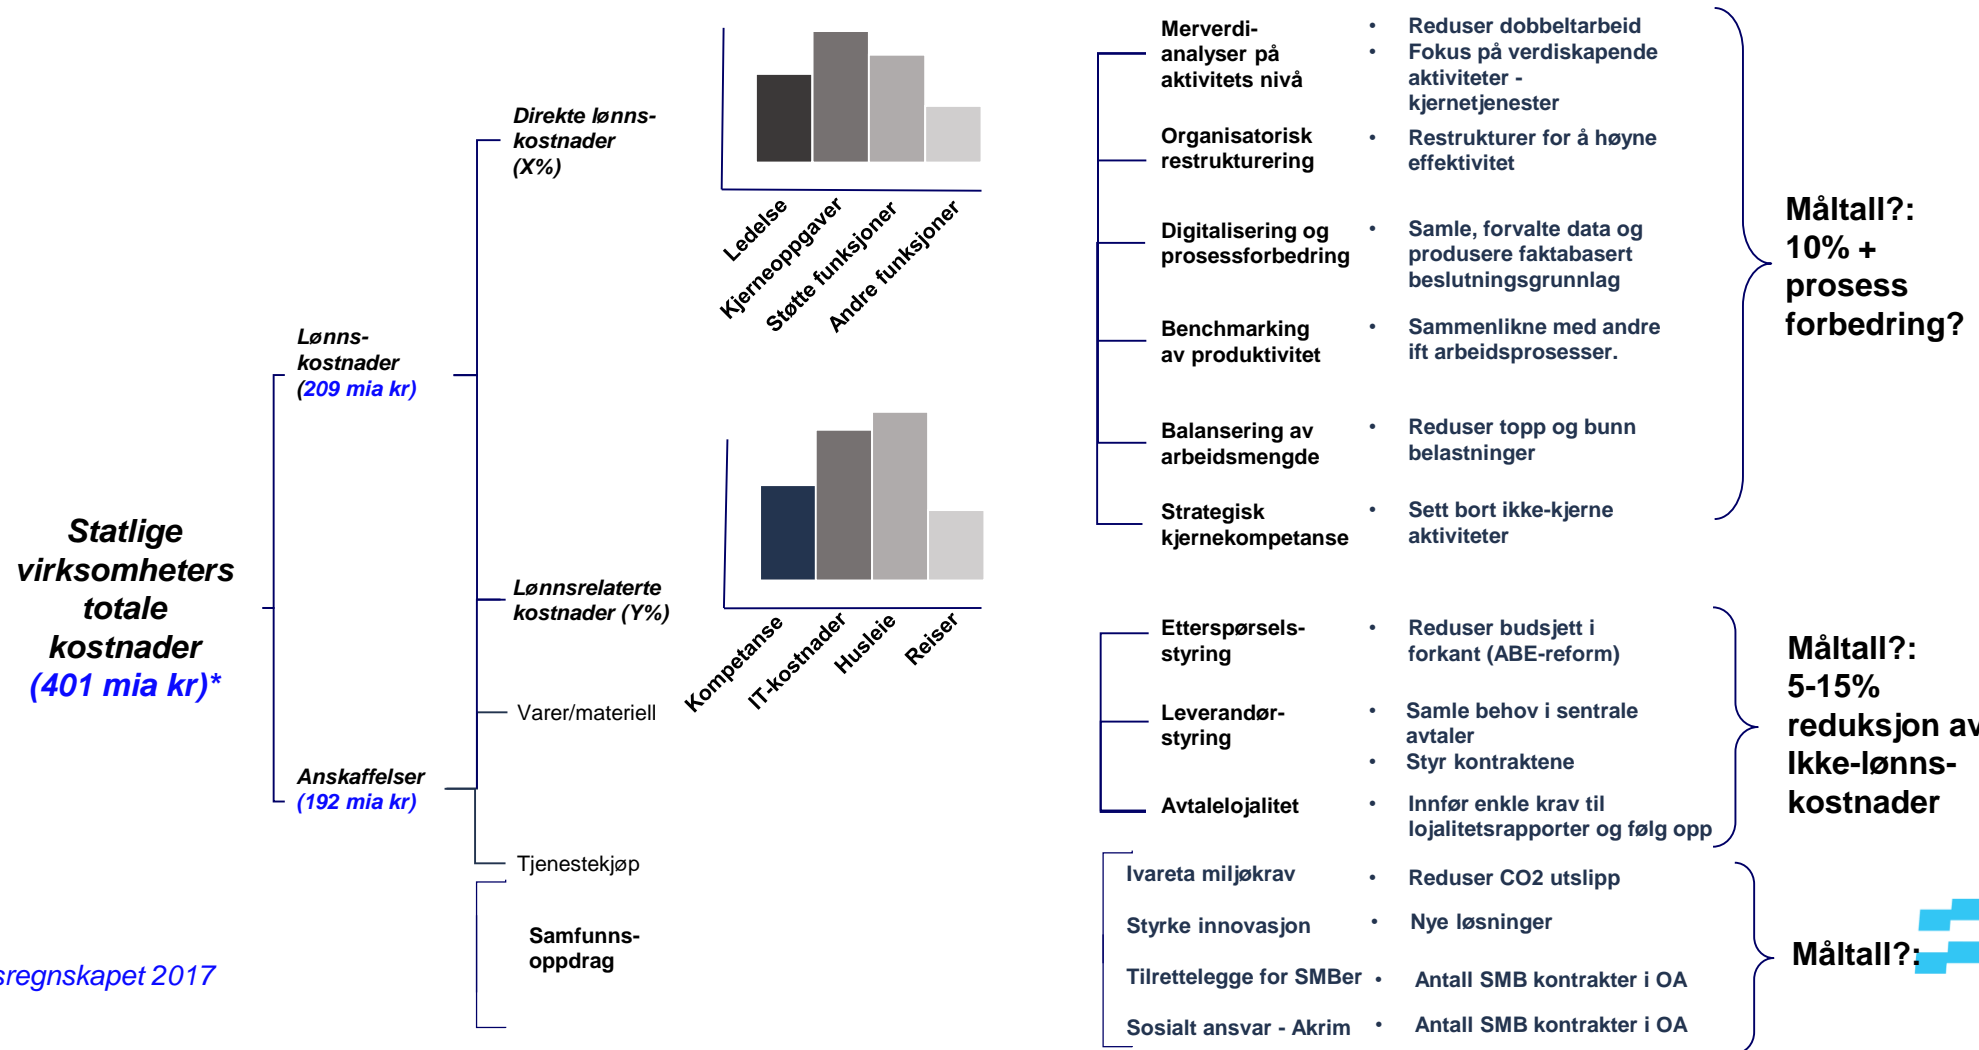 Statlige
virksomheters
totale
kostnader
(401 mia kr)*
Lønns-
kostnader
(209 mia kr)
Anskaffelser
(192 mia kr)
Direkte lønns-
kostnader
(X%)
Lønnsrelaterte
kostnader (Y%)
Varer/materiell
Tjenestekjøp
Samfunns-
oppdrag
Ledelse
Kjerneoppgaver
Støtte funksjoner
Andre funksjoner
Kompetanse
IT-kostnader
Husleie
Reiser
Merverdi-
analyser på
aktivitets nivå
• Reduser dobbeltarbeid
• Fokus på verdiskapende
aktiviteter -
kjernetjenester
Organisatorisk
restrukturering
• Restrukturer for å høyne
effektivitet
Digitalisering og
prosessforbedring
• Samle, forvalte data og
produsere faktabasert
beslutningsgrunnlag
Benchmarking
av produktivitet
• Sammenlikne med andre
ift arbeidsprosesser.
Balansering av
arbeidsmengde
• Reduser topp og bunn
belastninger
Strategisk
kjernekompetanse
• Sett bort ikke-kjerne
aktiviteter
Måltall?:
10% +
prosess
forbedring?
Etterspørsels-
styring
• Reduser budsjett i
forkant (ABE-reform)
Leverandør-
styring
• Samle behov i sentrale
avtaler
• Styr kontraktene
Avtalelojalitet
• Innfør enkle krav til
lojalitetsrapporter og følg opp
Måltall?:
5-15%
reduksjon av
Ikke-lønns-
kostnader
Ivareta miljøkrav
• Reduser CO2 utslipp
Styrke innovasjon
• Nye løsninger
Tilrettelegge for SMBer
• Antall SMB kontrakter i OA
Sosialt ansvar - Akrim
• Antall SMB kontrakter i OA
Måltall?:
sregnskapet 2017